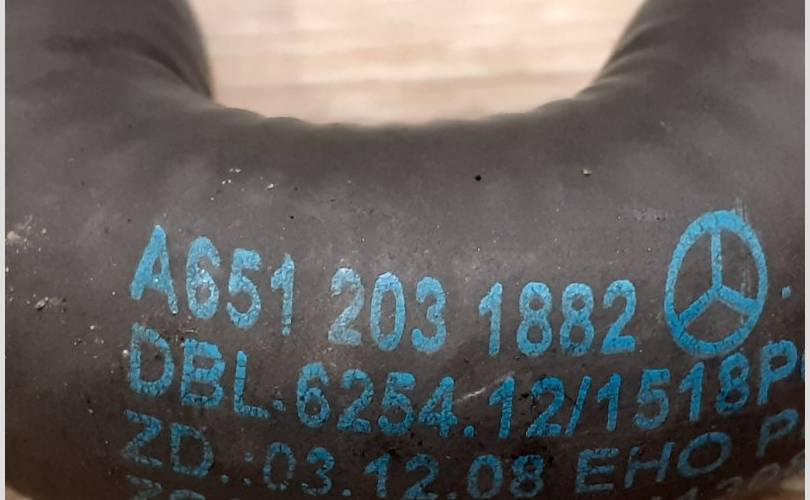 A651 203 1882
DBL.6254.12/1518P
ZD.:03.12.08 EHO P